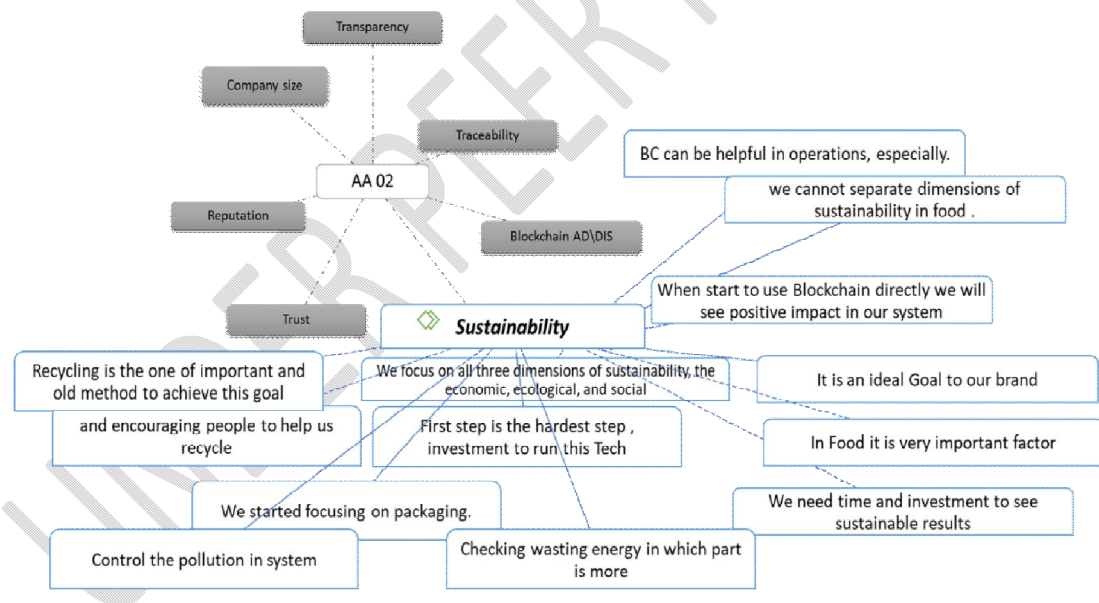 Transparency
Company size
Traceability
AA 02
Reputation
Blockchain AD\DIS
Trust
Sustainability
BC can be helpful in operations, especially.
we cannot separate dimensions of
sustainability in food .
When start to use Blockchain directly we will
see positive impact in our system
Recycling is the one of important and
old method to achieve this goal
and encouraging people to help us
recycle
We focus on all three dimensions of sustainability, the
economic, ecological, and social
First step is the hardest step ,
investment to run this Tech
It is an ideal Goal to our brand
In Food it is very important factor
We need time and investment to see
sustainable results
We started focusing on packaging.
Control the pollution in system
Checking wasting energy in which part
is more
UNDER PEER